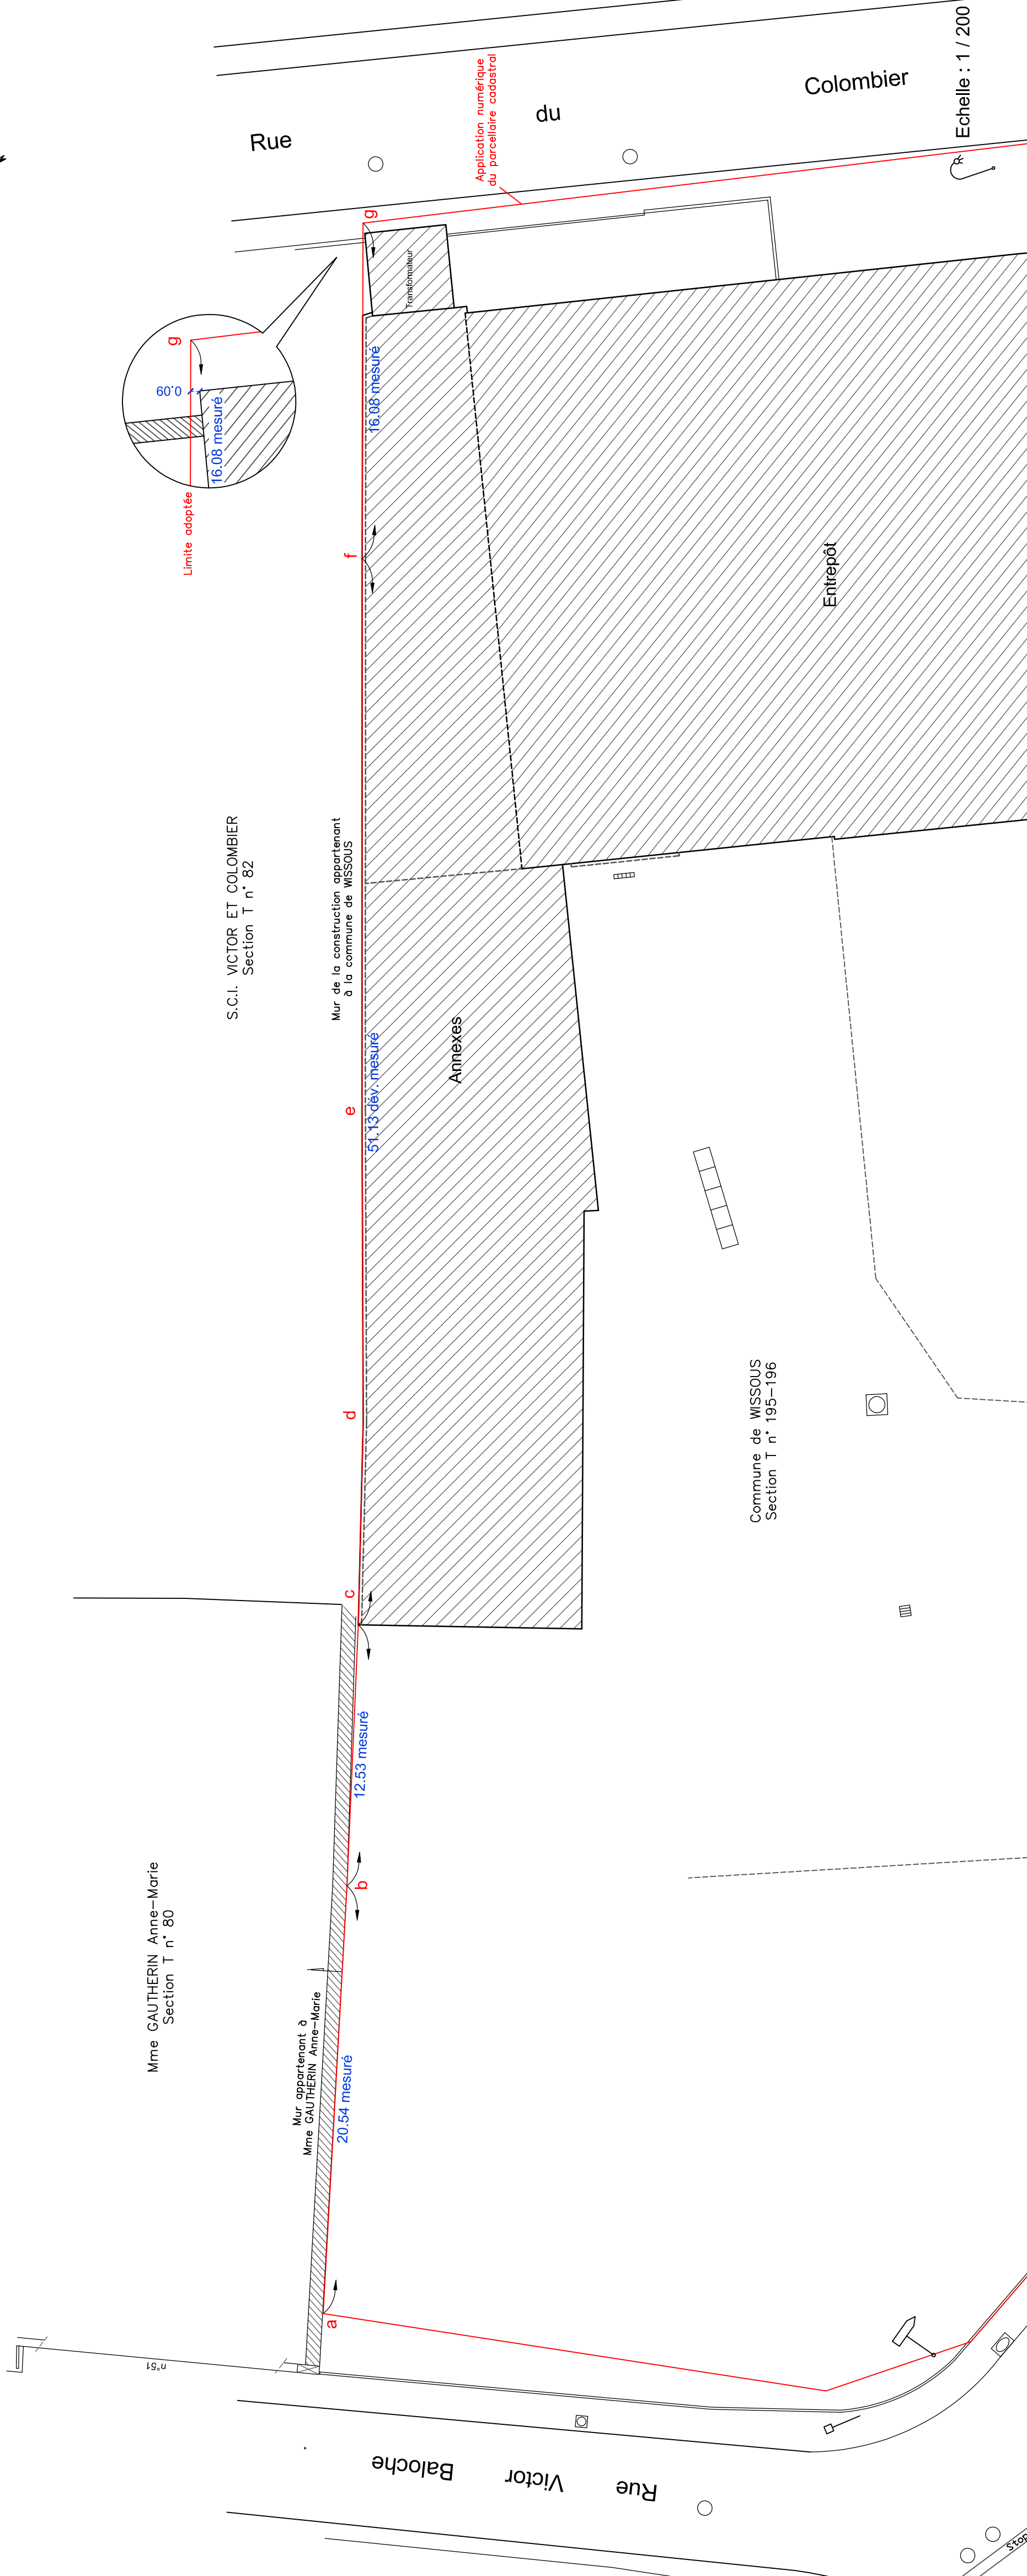 Echelle : 1 / 200
Rue du Colombier
Application numérique
du parcellaire cadastral
g
Transformateur
g
0.09
16.08 mesuré
Limite adoptée
16.08 mesuré
f
Entrepôt
S.C.I. VICTOR ET COLOMBIER
Section T n° 82
Mur de la construction appartenant
à la commune de WISSOUS
Annexes
e
51.13 dév. mesuré
d
Commune de WISSOUS
Section T n° 195-196
c
12.53 mesuré
b
Mme GAUTHERIN Anne-Marie
Section T n° 80
Mur appartenant à
Mme GAUTHERIN Anne-Marie
20.54 mesuré
a
n°51
Rue Victor Baloche
Stop